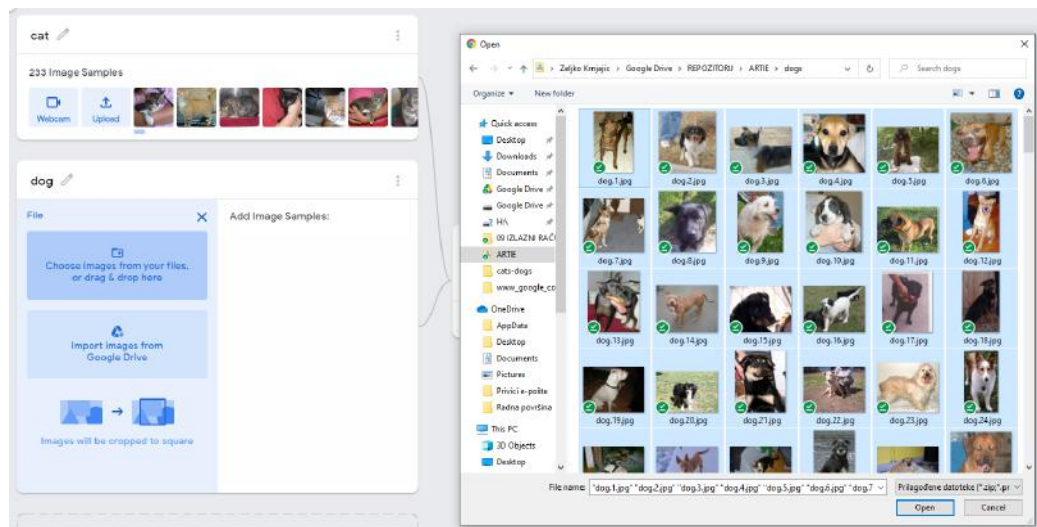 cat
233 Image Samples
Webcam
Upload
dog
File
Add Image Samples:
Choose images from your files,
or drag & drop here
Import images from
Google Drive
Images will be cropped to square
Open
Zeljko Krnjajic > Google Drive > REPOZITORIJ > ARTIE > dogs
Search dogs
Organize
New folder
Quick access
Desktop
Downloads
Documents
Google Drive
Google Drive
09 IZLAZNI RAČ
ARTIE
cats-dogs
www_google_co
OneDrive
AppData
Desktop
Documents
Pictures
Privici e-pošte
Radna površina
This PC
3D Objects
Desktop
dog.1.jpg
dog.2.jpg
dog.3.jpg
dog.4.jpg
dog.5.jpg
dog.6.jpg
dog.7.jpg
dog.8.jpg
dog.9.jpg
dog.10.jpg
dog.11.jpg
dog.12.jpg
dog.13.jpg
dog.14.jpg
dog.15.jpg
dog.16.jpg
dog.17.jpg
dog.18.jpg
dog.19.jpg
dog.20.jpg
dog.21.jpg
dog.22.jpg
dog.23.jpg
dog.24.jpg
File name: "dog.1.jpg" "dog.2.jpg" "dog.3.jpg" "dog.4.jpg" "dog.5.jpg" "dog.6.jpg" "dog.7
Prilagođene datoteke (*.zip;*.pr
Open
Cancel